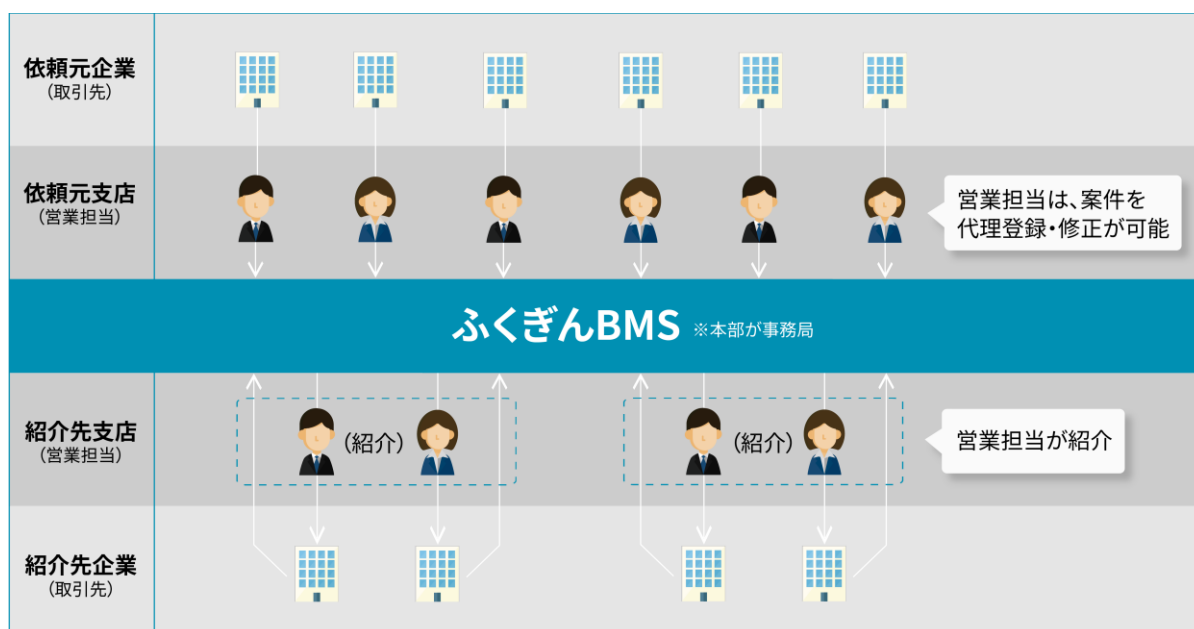 依頼元企業
(取引先)
依頼元支店
(営業担当)
営業担当は、案件を
代理登録・修正が可能
ふくぎんBMS ※本部が事務局
紹介先支店
(営業担当)
(紹介)
(紹介)
営業担当が紹介
紹介先企業
(取引先)